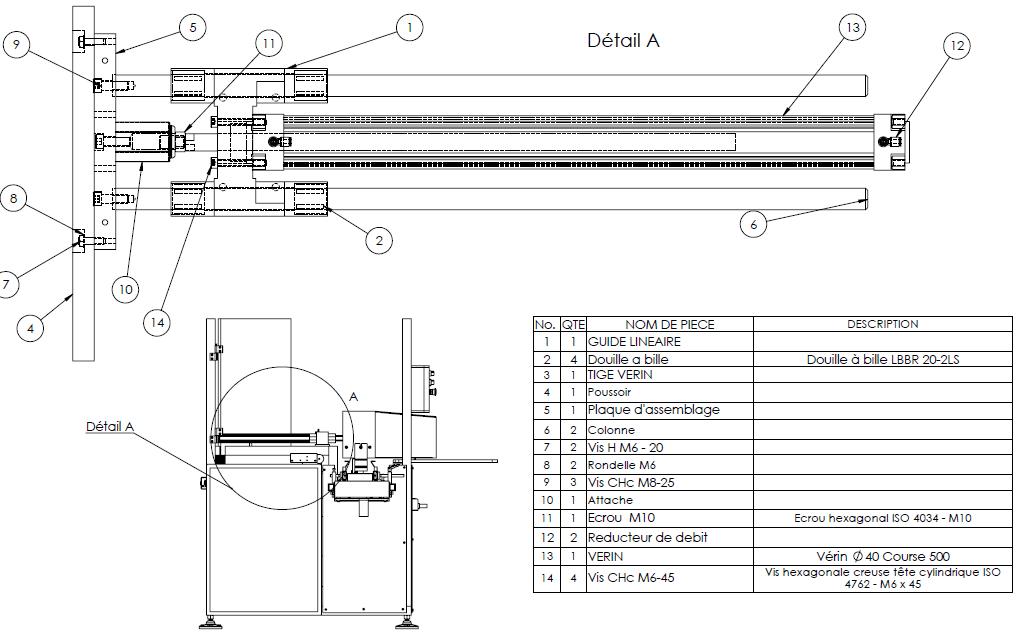 Détail A
5
1
13
9
11
12
8
6
2
7
10
14
4
A
Détail A
No. QTE NOM DE PIECE DESCRIPTION
1 1 GUIDE LINEAIRE
2 4 Douille a bille Douille à bille LBBR 20-2LS
3 1 TIGE VERIN
4 1 Poussoir
5 1 Plaque d'assemblage
6 2 Colonne
7 2 Vis H M6 - 20
8 2 Rondelle M6
9 3 Vis CHc M8-25
10 1 Attache
11 1 Ecrou M10 Ecrou hexagonal ISO 4034 - M10
12 2 Reducteur de debit
13 1 VERIN Vérin ∅ 40 Course 500
14 4 Vis CHc M6-45 Vis hexagonale creuse tête cylindrique ISO
4762 - M6 x 45